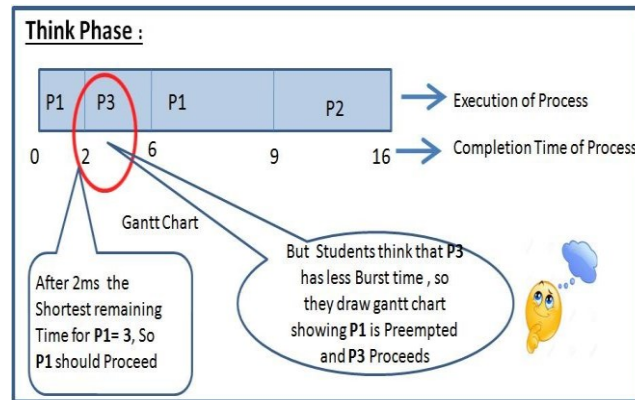 Think Phase :
P1 P3 P1 P2
Execution of Process
0 2 6 9 16
Completion Time of Process
Gantt Chart
After 2ms the
Shortest remaining
Time for P1= 3, So
P1 should Proceed
But Students think that P3
has less Burst time , so
they draw gantt chart
showing P1 is Preempted
and P3 Proceeds